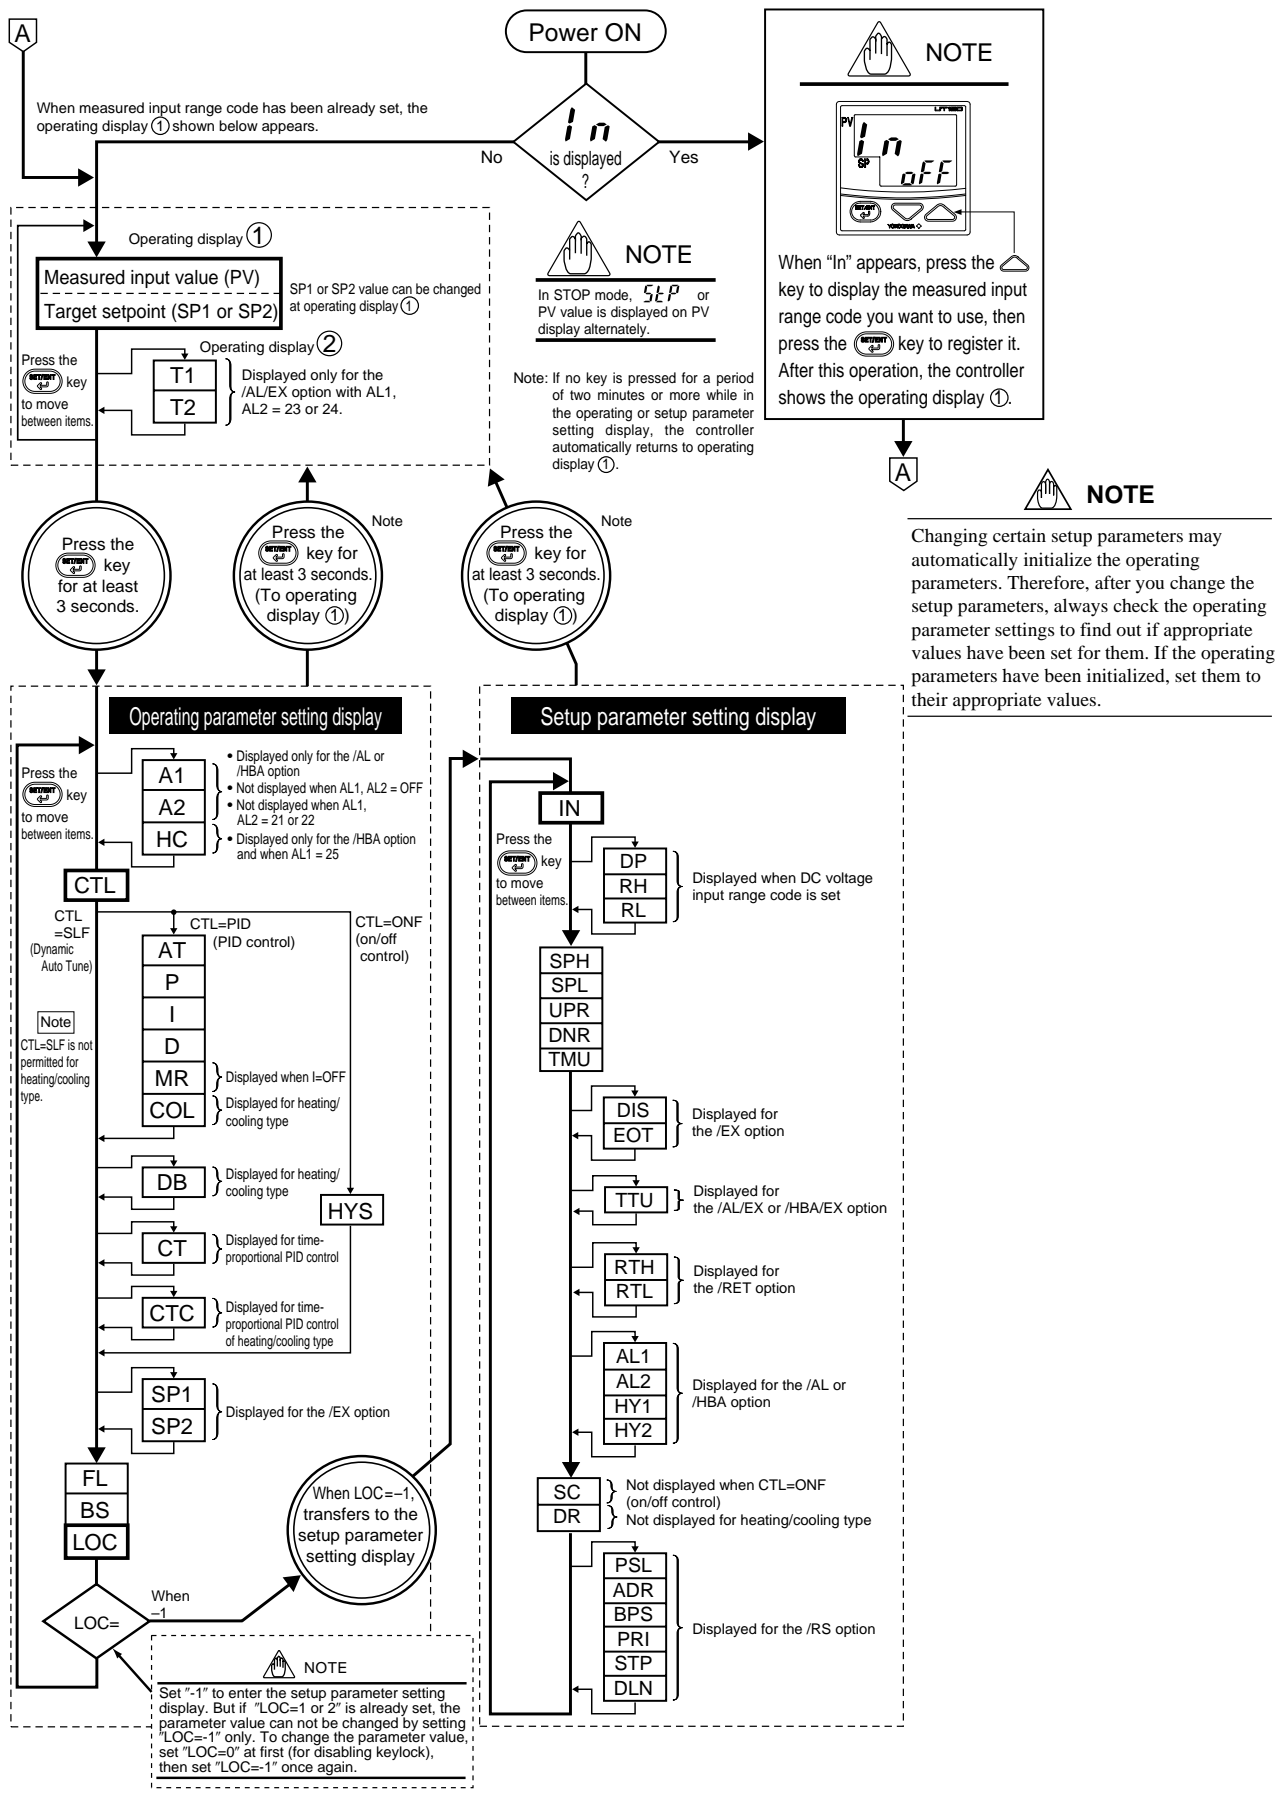 A
Power ON
When measured input range code has been already set, the
operating display ① shown below appears.
In
is displayed
?
No
Yes
NOTE
UT150
PV
In
SP
oFF
SET/ENT
YOKOGAWA
When “In” appears, press the
key to display the measured input
range code you want to use, then
press the SET/ENT key to register it.
After this operation, the controller
shows the operating display ①.
A
Operating display ①
Measured input value (PV)
Target setpoint (SP1 or SP2)
SP1 or SP2 value can be changed
at operating display ①
Operating display ②
Press the
SET/ENT key
to move
between items.
T1
T2
Displayed only for the
/AL/EX option with AL1,
AL2 = 23 or 24.
NOTE
In STOP mode, StP or
PV value is displayed on PV
display alternately.
Note: If no key is pressed for a period
of two minutes or more while in
the operating or setup parameter
setting display, the controller
automatically returns to operating
display ①.
NOTE
Changing certain setup parameters may
automatically initialize the operating
parameters. Therefore, after you change the
setup parameters, always check the operating
parameter settings to find out if appropriate
values have been set for them. If the operating
parameters have been initialized, set them to
their appropriate values.
Press the
SET/ENT key
for at least
3 seconds.
Note
Press the
SET/ENT key for
at least 3 seconds.
(To operating
display ①)
Note
Press the
SET/ENT key for
at least 3 seconds.
(To operating
display ①)
Operating parameter setting display
Press the
SET/ENT key
to move
between items.
A1
A2
HC
• Displayed only for the /AL or
/HBA option
• Not displayed when AL1, AL2 = OFF
• Not displayed when AL1,
AL2 = 21 or 22
• Displayed only for the /HBA option
and when AL1 = 25
CTL
CTL
=SLF
(Dynamic
Auto Tune)
CTL=PID
(PID control)
CTL=ONF
(on/off
control)
Note
CTL=SLF is not
permitted for
heating/cooling
type.
AT
P
I
D
MR
COL
Displayed when I=OFF
Displayed for heating/
cooling type
DB
Displayed for heating/
cooling type
HYS
CT
Displayed for time-
proportional PID control
CTC
Displayed for time-
proportional PID control
of heating/cooling type
SP1
SP2
Displayed for the /EX option
FL
BS
LOC
LOC=
When
–1
When LOC=–1,
transfers to the
setup parameter
setting display
NOTE
Set ″-1″ to enter the setup parameter setting
display. But if ″LOC=1 or 2″ is already set, the
parameter value can not be changed by setting
″LOC=-1″ only. To change the parameter value,
set ″LOC=0″ at first (for disabling keylock),
then set ″LOC=-1″ once again.
Setup parameter setting display
IN
Press the
SET/ENT key
to move
between items.
DP
RH
RL
Displayed when DC voltage
input range code is set
SPH
SPL
UPR
DNR
TMU
DIS
EOT
Displayed for
the /EX option
TTU
Displayed for
the /AL/EX or /HBA/EX option
RTH
RTL
Displayed for
the /RET option
AL1
AL2
HY1
HY2
Displayed for the /AL or
/HBA option
SC
DR
Not displayed when CTL=ONF
(on/off control)
Not displayed for heating/cooling type
PSL
ADR
BPS
PRI
STP
DLN
Displayed for the /RS option